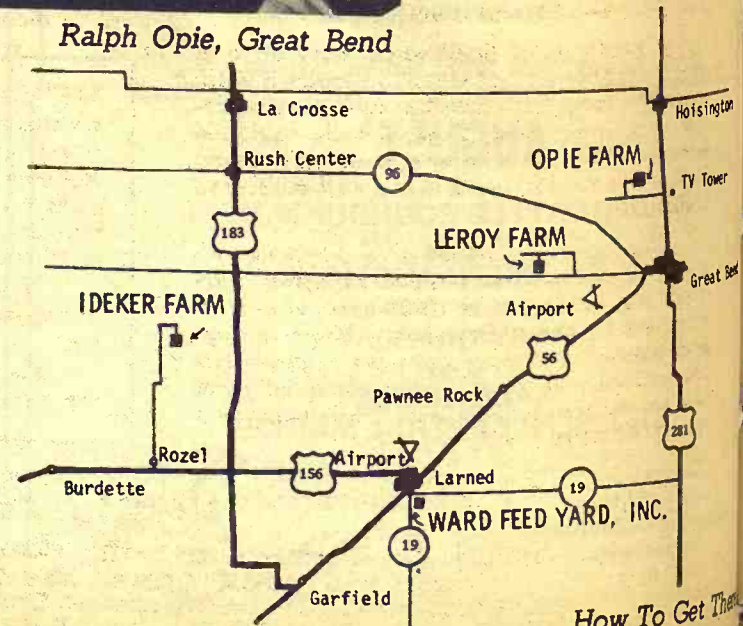 Ralph Opie, Great Bend
La Crosse
Hoisington
Rush Center
96
OPIE FARM
TV Tower
183
LEROY FARM
Great Bend
IDEKER FARM
Airport
56
Pawnee Rock
281
Rozel
Airport
156
Larned
Burdette
19
WARD FEED YARD, INC.
19
Garfield
How To Get There